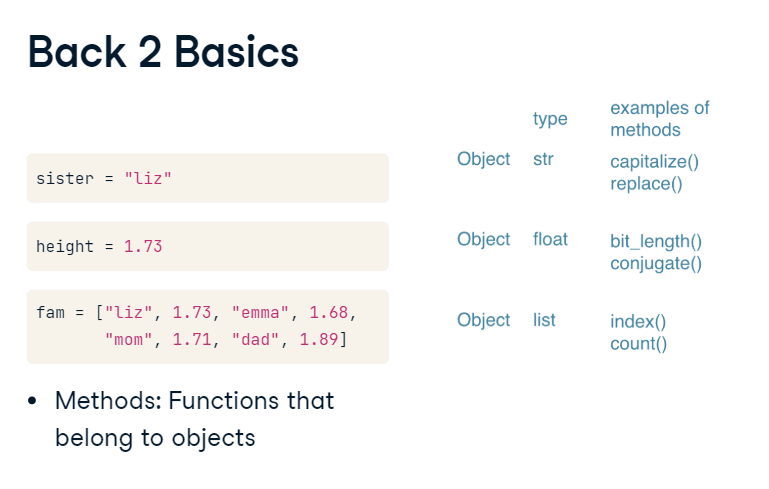 Back 2 Basics
type
examples of
methods
sister = "liz"
Object str capitalize()
replace()
height = 1.73
Object float bit_length()
conjugate()
fam = ["liz", 1.73, "emma", 1.68,
"mom", 1.71, "dad", 1.89]
Object list index()
count()
• Methods: Functions that
belong to objects